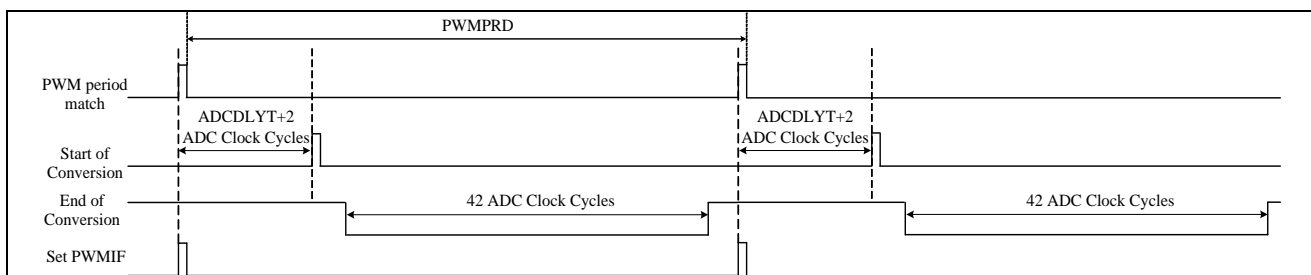 PWMPRD
PWM period
match
ADCDLYT+2
ADC Clock Cycles
ADCDLYT+2
ADC Clock Cycles
Start of
Conversion
End of
Conversion
42 ADC Clock Cycles
42 ADC Clock Cycles
Set PWMIF